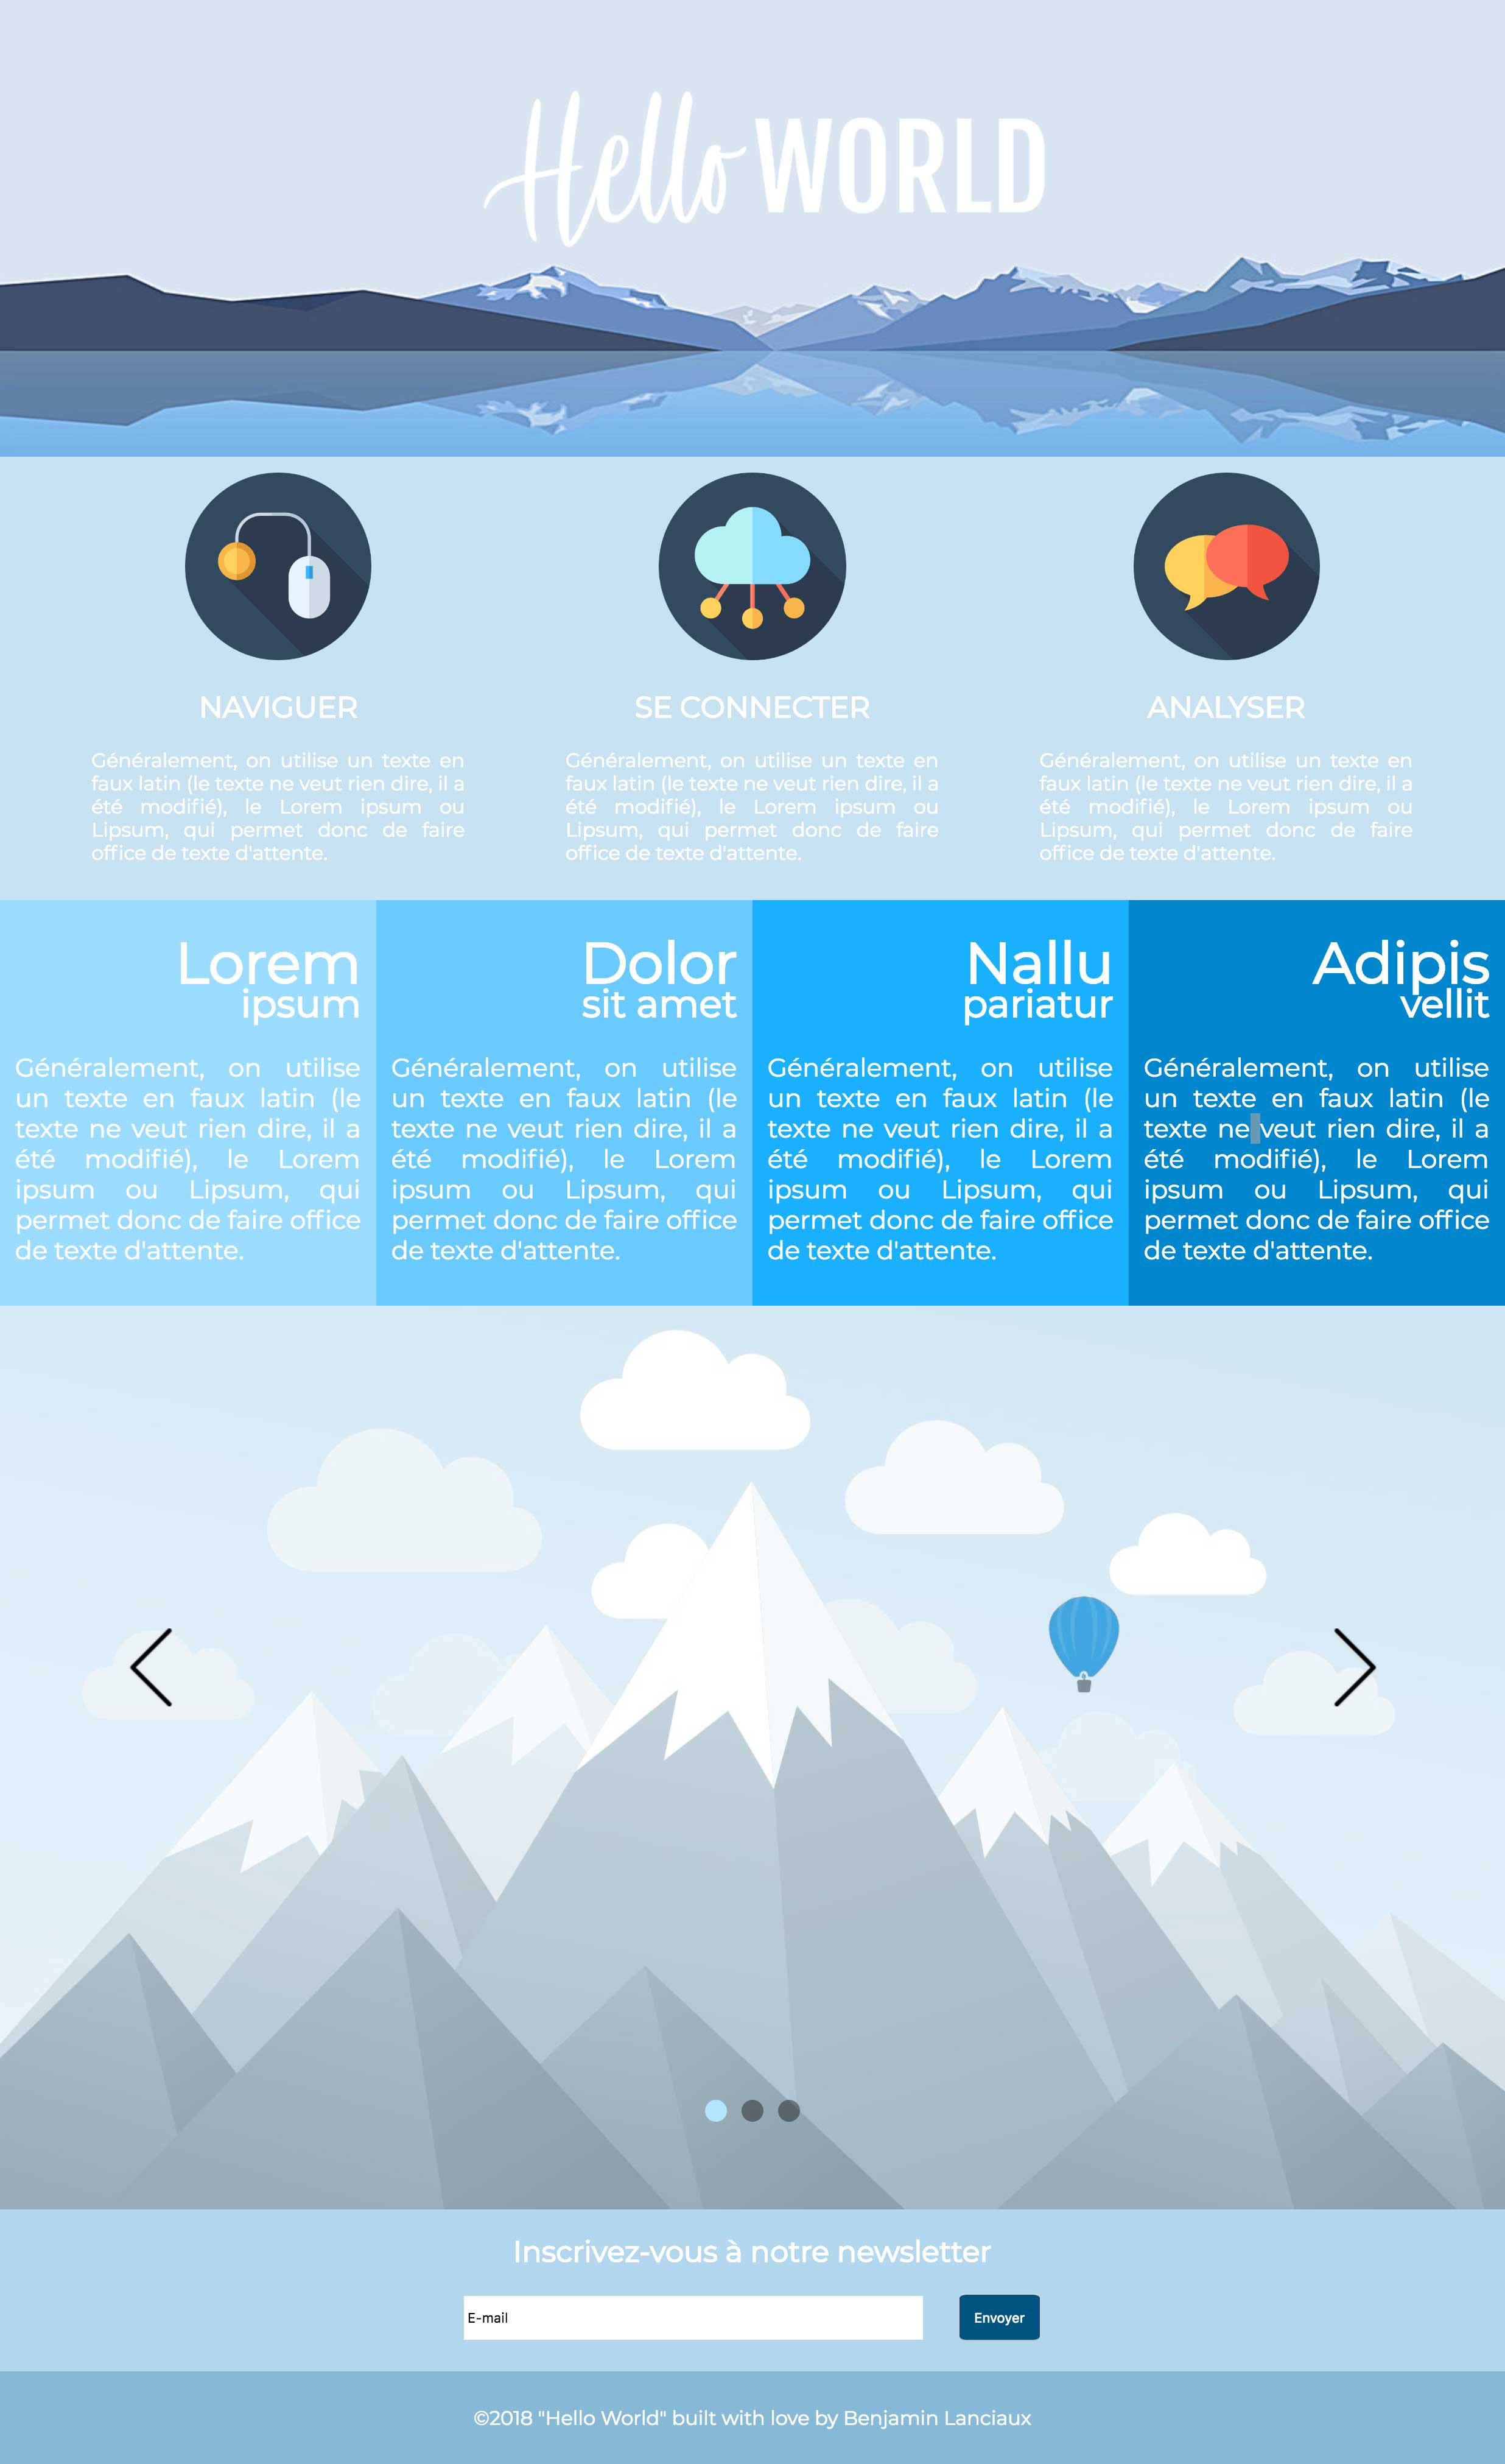 Hello WORLD
NAVIGUER
Généralement, on utilise un texte en
faux latin (le texte ne veut rien dire, il a
été modifié), le Lorem ipsum ou
Lipsum, qui permet donc de faire
office de texte d'attente.
SE CONNECTER
Généralement, on utilise un texte en
faux latin (le texte ne veut rien dire, il a
été modifié), le Lorem ipsum ou
Lipsum, qui permet donc de faire
office de texte d'attente.
ANALYSER
Généralement, on utilise un texte en
faux latin (le texte ne veut rien dire, il a
été modifié), le Lorem ipsum ou
Lipsum, qui permet donc de faire
office de texte d'attente.
Lorem
ipsum
Généralement, on utilise
un texte en faux latin (le
texte ne veut rien dire, il a
été modifié), le Lorem
ipsum ou Lipsum, qui
permet donc de faire office
de texte d'attente.
Dolor
sit amet
Généralement, on utilise
un texte en faux latin (le
texte ne veut rien dire, il a
été modifié), le Lorem
ipsum ou Lipsum, qui
permet donc de faire office
de texte d'attente.
Nallu
pariatur
Généralement, on utilise
un texte en faux latin (le
texte ne veut rien dire, il a
été modifié), le Lorem
ipsum ou Lipsum, qui
permet donc de faire office
de texte d'attente.
Adipis
vellit
Généralement, on utilise
un texte en faux latin (le
texte ne veut rien dire, il a
été modifié), le Lorem
ipsum ou Lipsum, qui
permet donc de faire office
de texte d'attente.
Inscrivez-vous à notre newsletter
E-mail
Envoyer
©2018 "Hello World" built with love by Benjamin Lanciaux